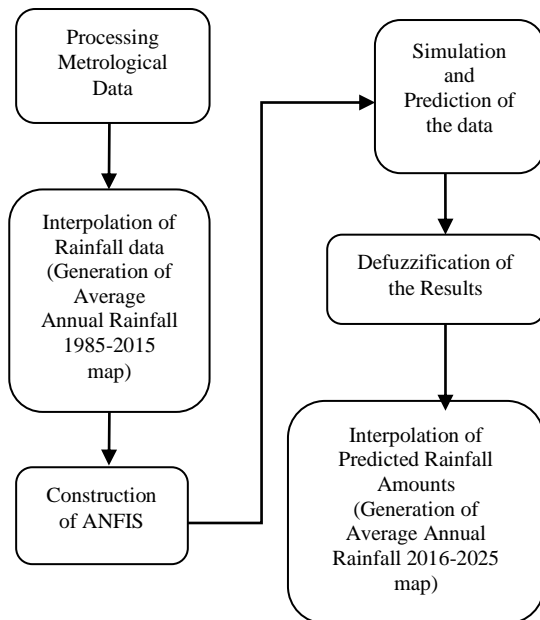 Processing
Metrological
Data
Interpolation of
Rainfall data
(Generation of
Average
Annual Rainfall
1985-2015
map)
Construction
of ANFIS
Simulation
and
Prediction of
the data
Defuzzification of
the Results
Interpolation of
Predicted Rainfall
Amounts
(Generation of
Average Annual
Rainfall 2016-2025
map)